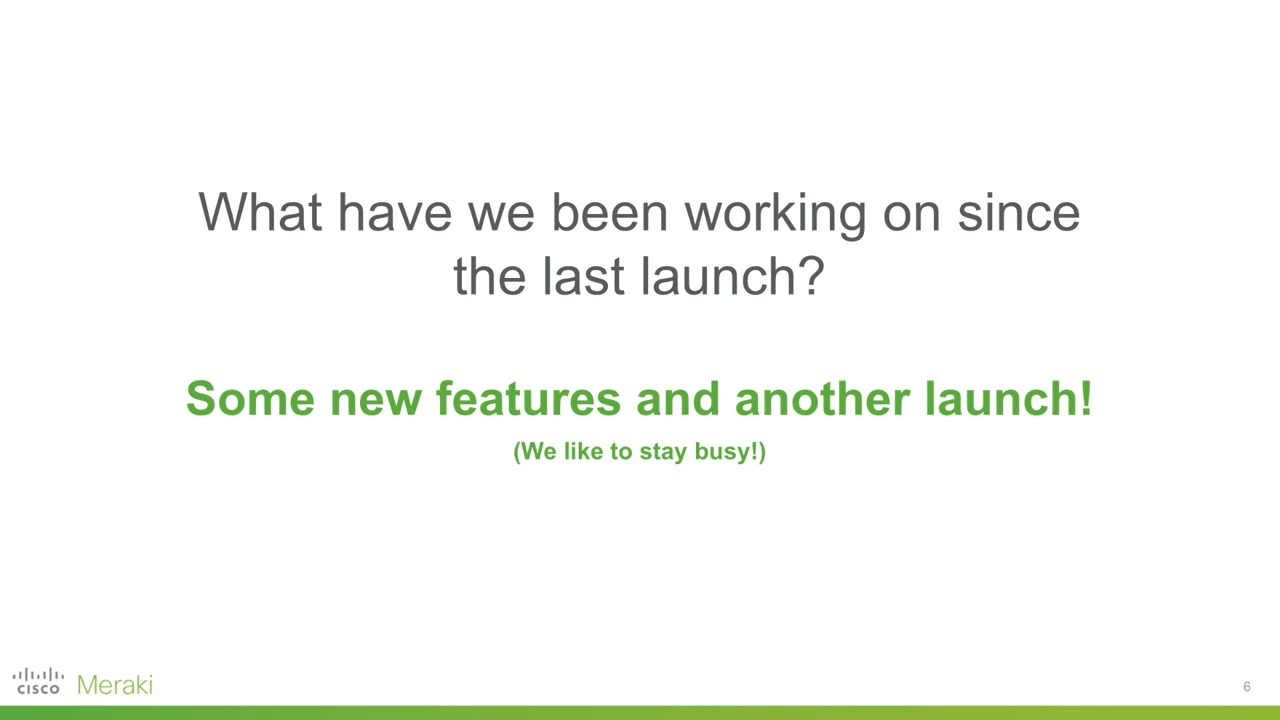 What have we been working on since
the last launch?
Some new features and another launch!
(We like to stay busy!)
CISCO Meraki
6